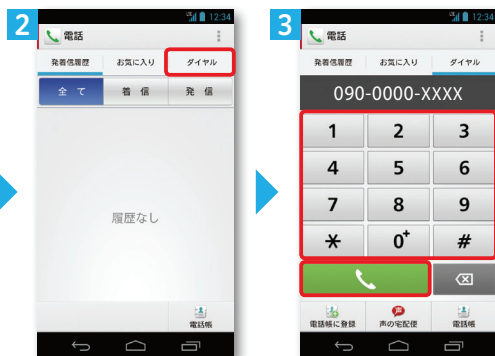 2
12:34
電話
発着信履歴 お気に入り ダイヤル
全て 着信 発信
履歴なし
電話帳
3
12:34
電話
発着信履歴 お気に入り ダイヤル
090-0000-XXXX
1 2 3
4 5 6
7 8 9
* 0+ #
電話帳に登録 声の宅配便 電話帳